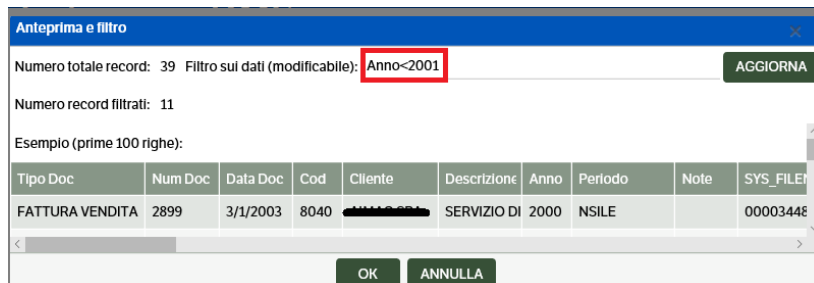 Anteprima e filtro
Numero totale record: 39 Filtro sui dati (modificabile): Anno<2001 AGGIORNA
Numero record filtrati: 11
Esempio (prime 100 righe):
Tipo Doc Num Doc Data Doc Cod Cliente Descrizione Anno Periodo Note SYS_FILEN
FATTURA VENDITA 2899 3/1/2003 8040 SERVIZIO DI 2000 NSILE 00003448
OK ANNULLA